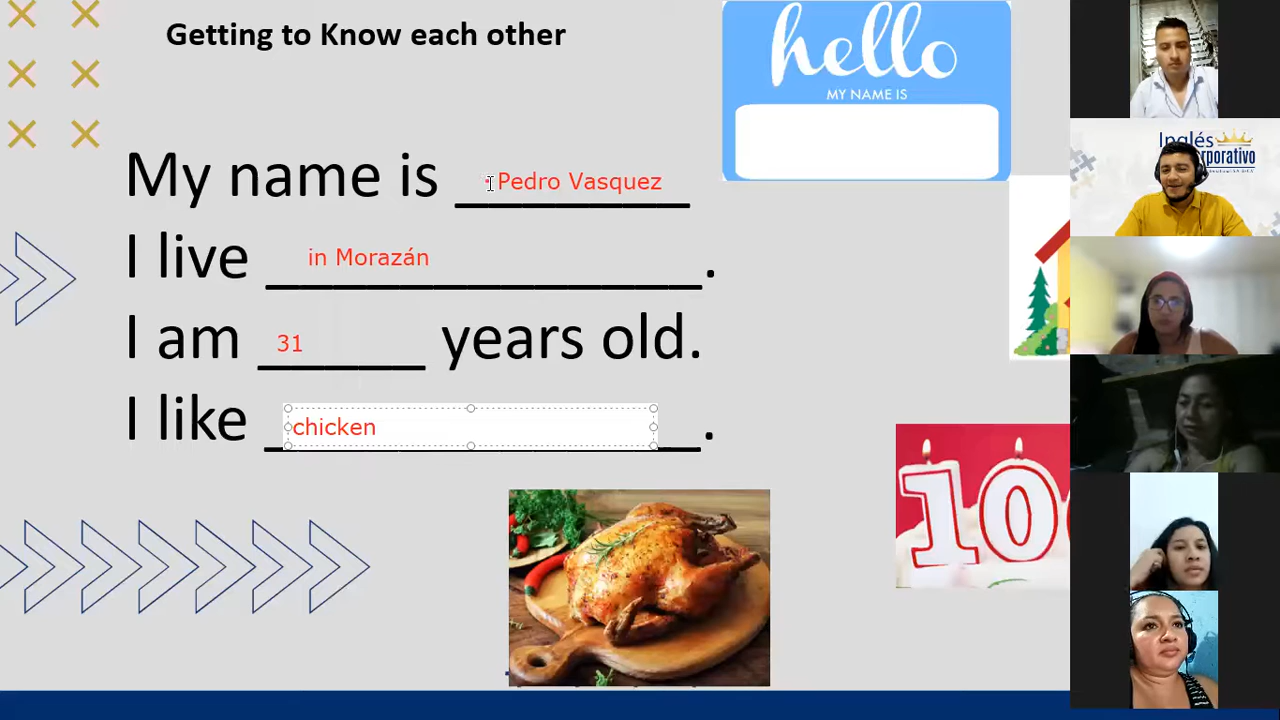 Getting to Know each other
hello
MY NAME IS
My name is Pedro Vasquez
I live in Morazán.
I am 31 years old.
I like chicken.
10
Inglés
orporativo